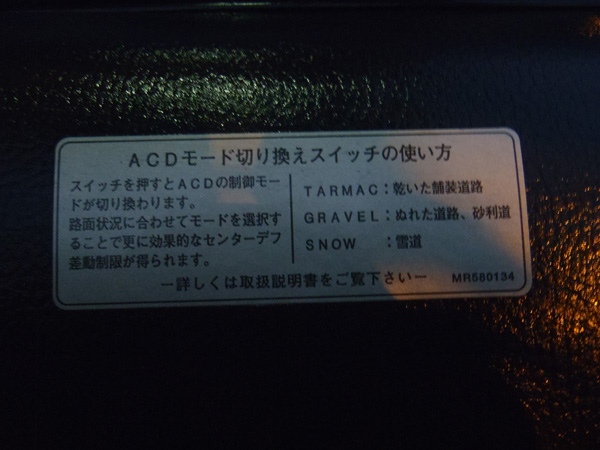 ACDモード切り換えスイッチの使い方
スイッチを押すとACDの制御モー
ドが切り換わります。
路面状況に合わせてモードを選択す
ることで更に効果的なセンターデフ
差動制限が得られます。
TARMAC:乾いた舗装道路
GRAVEL:ぬれた道路、砂利道
SNOW :雪道
ー詳しくは取扱説明書をご覧下さいー
MR580134